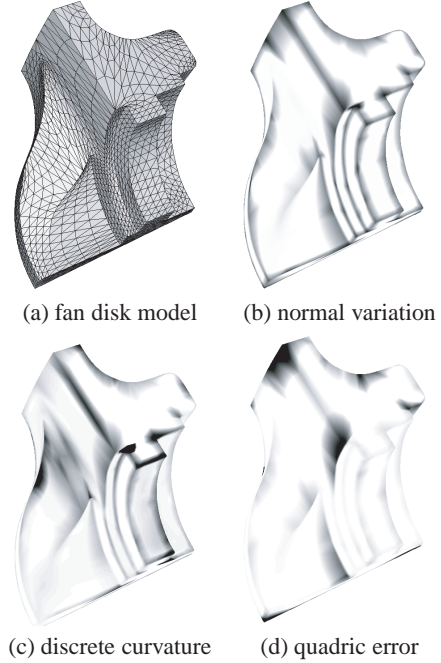 (a) fan disk model
(b) normal variation
(c) discrete curvature
(d) quadric error